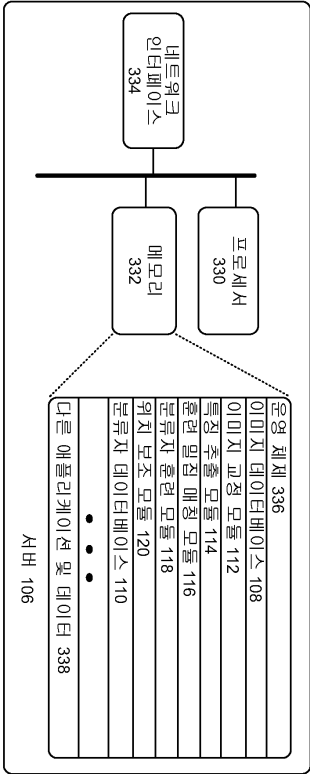 프로세서
330
메모리
332
네트워크
인터페이스
334
운영 체제 336
이미지 데이터베이스 108
이미지 교정 모듈 112
특징 추출 모듈 114
훈련 밀집 매칭 모듈 116
분류자 훈련 모듈 118
위치 보조 모듈 120
분류자 데이터베이스 110
• • •
다른 애플리케이션 및 데이터 338
서버 106